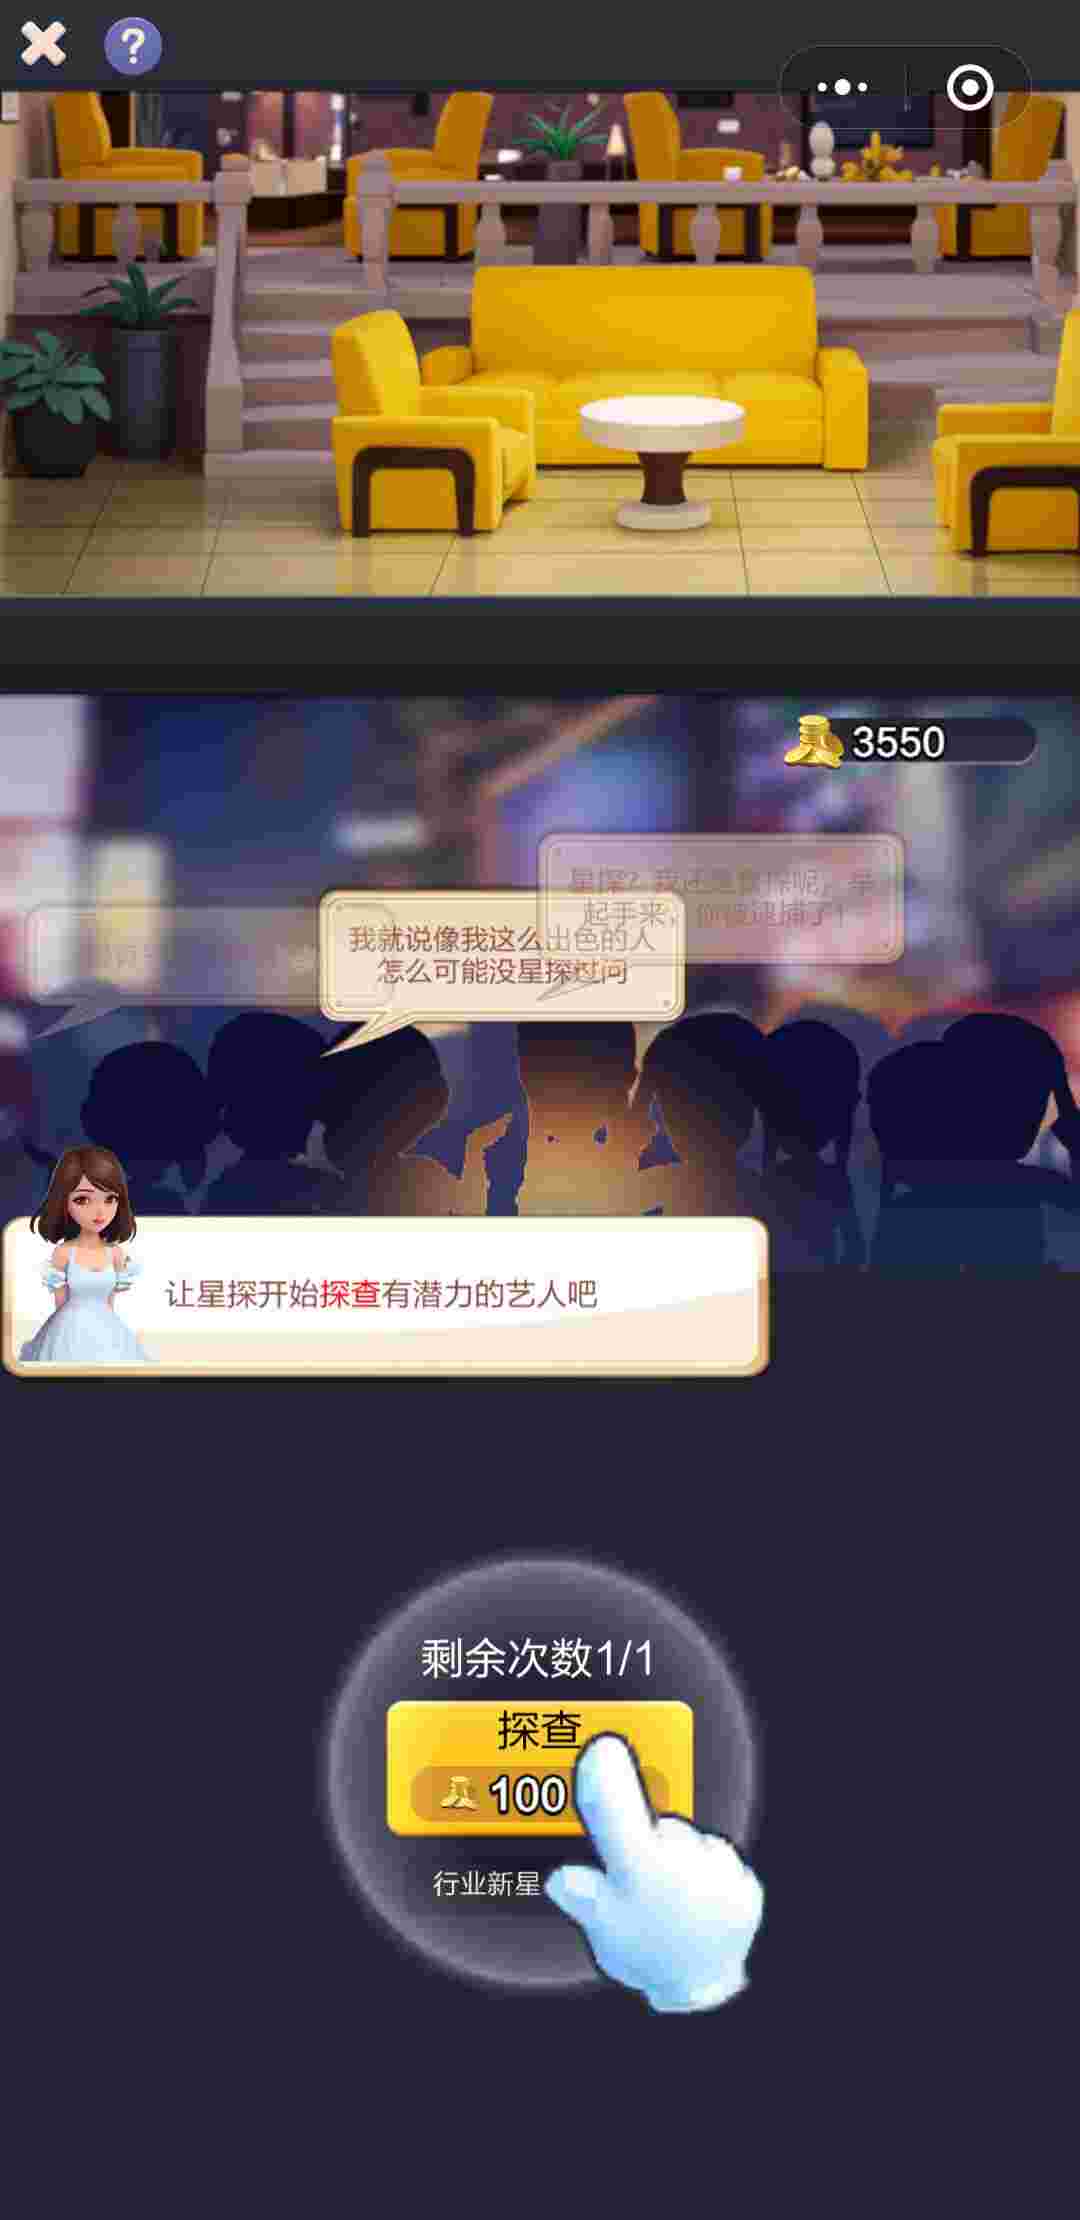 ?
3550
星探？我还是警探呢，举
起手来，你被逮捕了！
我就说像我这么出色的人
怎么可能没星探过问
让星探开始探查有潜力的艺人吧
剩余次数1/1
探查
100
行业新星